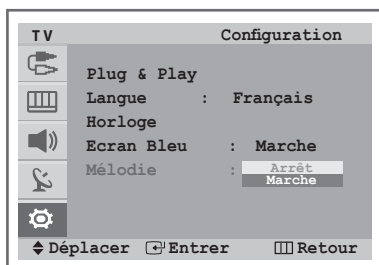 TV Configuration
Plug & Play
Langue : Français
Horloge
Ecran Bleu : Marche
Mélodie : Arrêt
Marche
Déplacer Entrer Retour